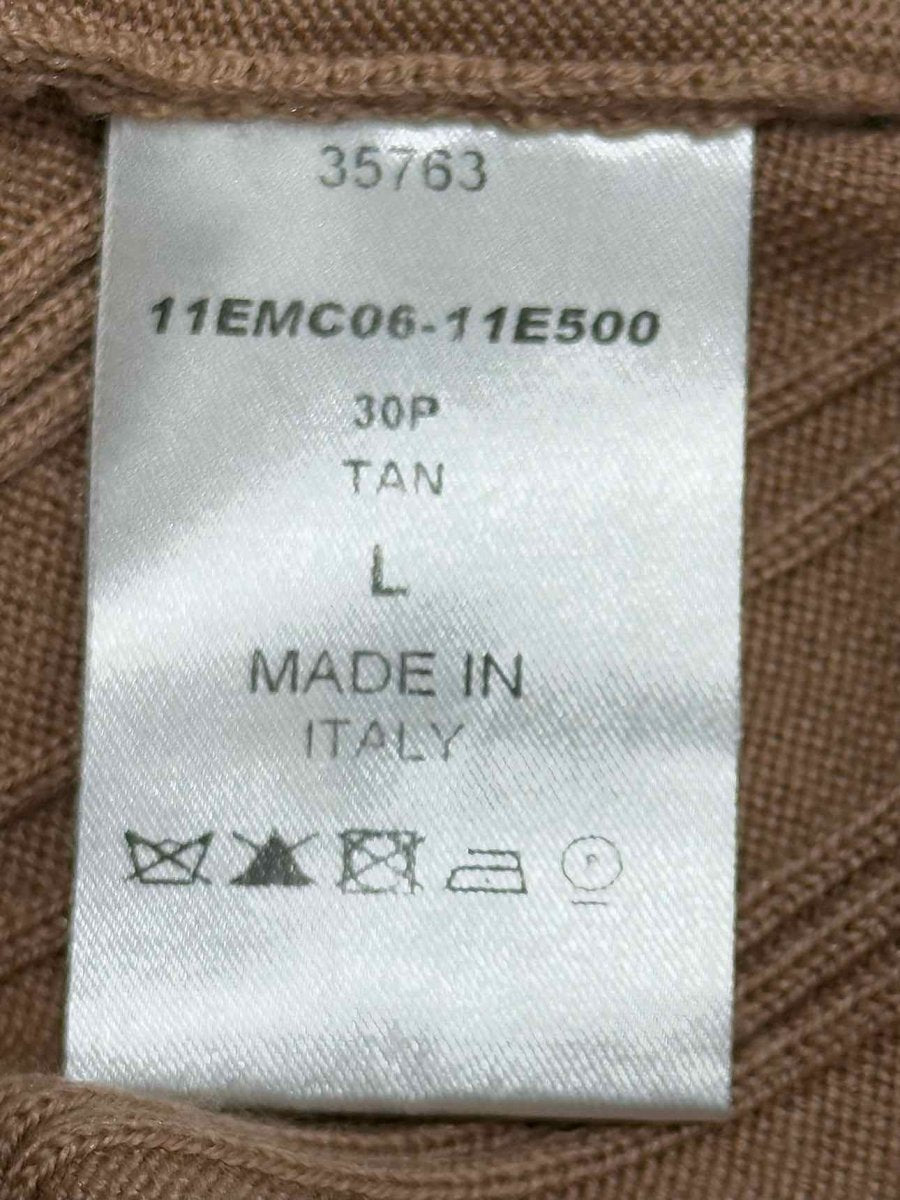 35763
11EMC06-11E500
30P
TAN
L
MADE IN
ITALY
P